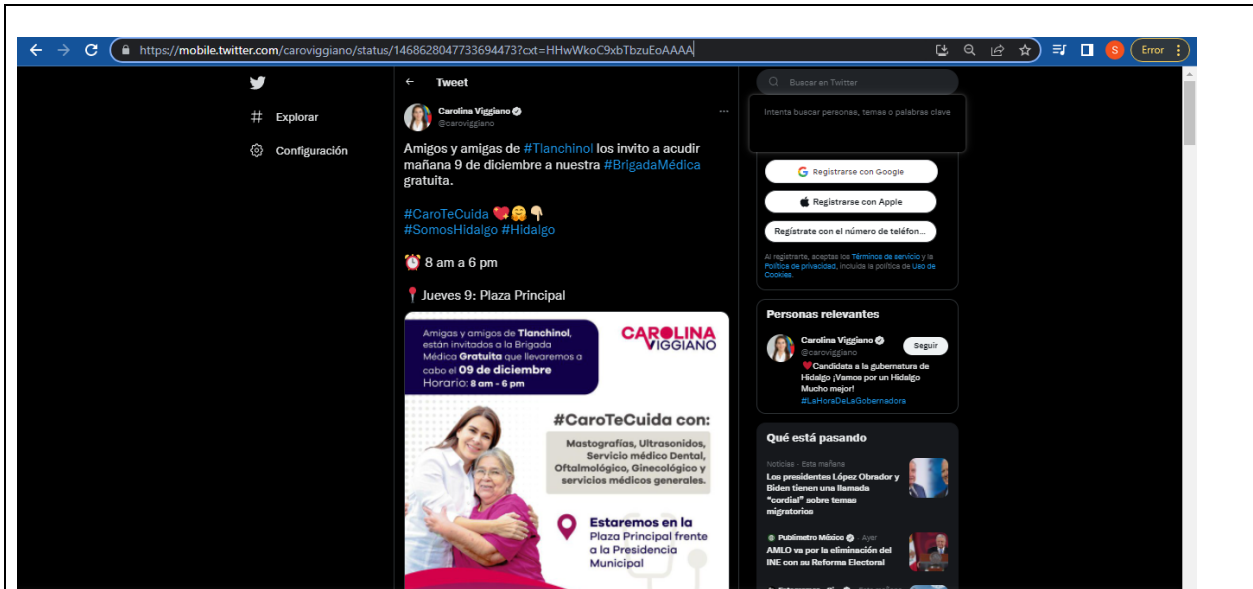 https://mobile.twitter.com/caroviggiano/status/1468628047733694473?cxt=HHwWkoC9xbTbzuEoAAAA
S
Error
Explorar
Configuración
Tweet
Carolina Viggiano
@caroviggiano
Amigos y amigas de #Tlanchinol los invito a acudir
mañana 9 de diciembre a nuestra #BrigadaMédica
gratuita.
#CaroTeCuida 💘🤗👇🏻
#SomosHidalgo #Hidalgo
⏰ 8 am a 6 pm
📍 Jueves 9: Plaza Principal
Amigas y amigos de Tlanchinol,
están invitados a la Brigada
Médica Gratuita que llevaremos a
cabo el 09 de diciembre
Horario: 8 am - 6 pm
CAROLINA
VIGGIANO
#CaroTeCuida con:
Mastografías, Ultrasonidos,
Servicio médico Dental,
Oftalmológico, Ginecológico y
servicios médicos generales.
Estaremos en la
Plaza Principal frente
a la Presidencia
Municipal
Buscar en Twitter
Intenta buscar personas, temas o palabras clave
Registrarse con Google
Registrarse con Apple
Regístrate con el número de teléfon...
Al registrarte, aceptas los Términos de servicio y la
Política de privacidad, incluida la política de Uso de
Cookies.
Personas relevantes
Carolina Viggiano
@caroviggiano
Seguir
❤️Candidata a la gubernatura de
Hidalgo ¡Vamos por un Hidalgo
Mucho mejor!
#LaHoraDeLaGobernadora
Qué está pasando
Noticias · Esta mañana
Los presidentes López Obrador y
Biden tienen una llamada
"cordial" sobre temas
migratorios
Publimetro México · Ayer
AMLO va por la eliminación del
INE con su Reforma Electoral